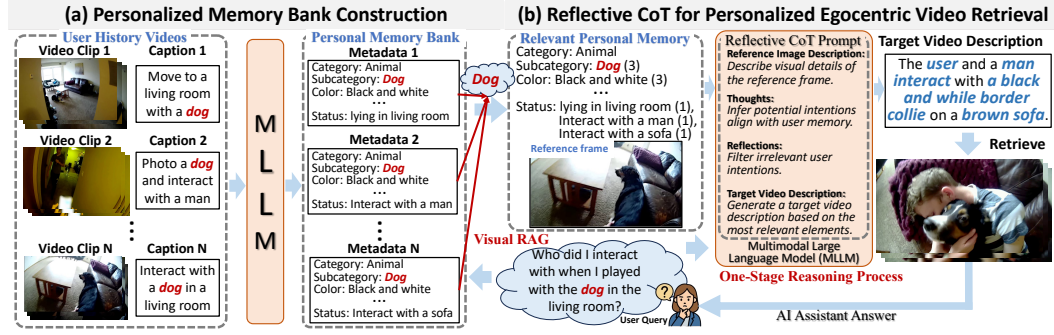 (a) Personalized Memory Bank Construction
User History Videos
Video Clip 1
Caption 1
Move to a
living room
with a dog
Video Clip 2
Caption 2
Photo a dog
and interact
with a man
Video Clip N
Caption N
Interact with
a dog in a
living room
MLLM
Personal Memory Bank
Metadata 1
Category: Animal
Subcategory: Dog
Color: Black and white
...
Status: lying in living room
Metadata 2
Category: Animal
Subcategory: Dog
Color: Black and white
...
Status: Interact with a man
Metadata N
Category: Animal
Subcategory: Dog
Color: Black and white
...
Status: Interact with a sofa
Dog
(b) Reflective CoT for Personalized Egocentric Video Retrieval
Relevant Personal Memory
Category: Animal
Subcategory: Dog (3)
Color: Black and white (3)
...
Status: lying in living room (1),
Interact with a man (1),
Interact with a sofa (1)
Reference frame
Visual RAG
Who did I interact
with when I played
with the dog in the
living room?
?
User Query
Reflective CoT Prompt
Reference Image Description:
Describe visual details of
the reference frame.
Thoughts:
Infer potential intentions
align with user memory.
Reflections:
Filter irrelevant user
intentions.
Target Video Description:
Generate a target video
description based on the
most relevant elements.
Multimodal Large
Language Model (MLLM)
One-Stage Reasoning Process
Target Video Description
The user and a man
interact with a black
and while border
collie on a brown sofa.
Retrieve
AI Assistant Answer